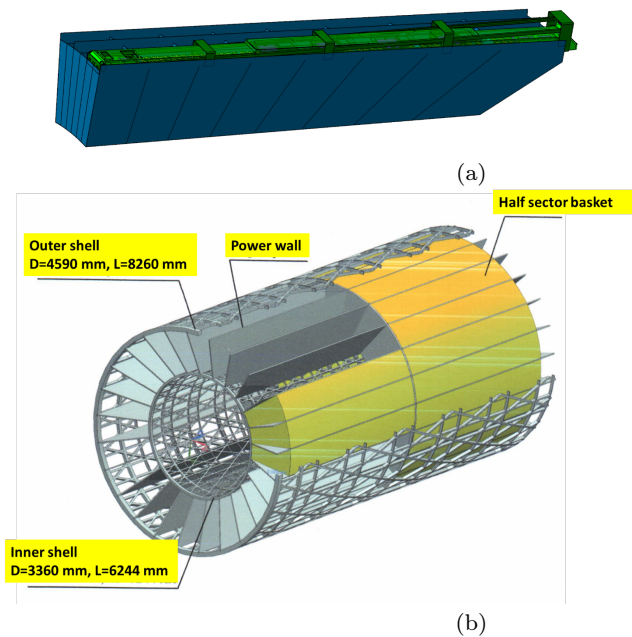 (a)
Half sector basket
Outer shell
D=4590 mm, L=8260 mm
Power wall
Inner shell
D=3360 mm, L=6244 mm
(b)